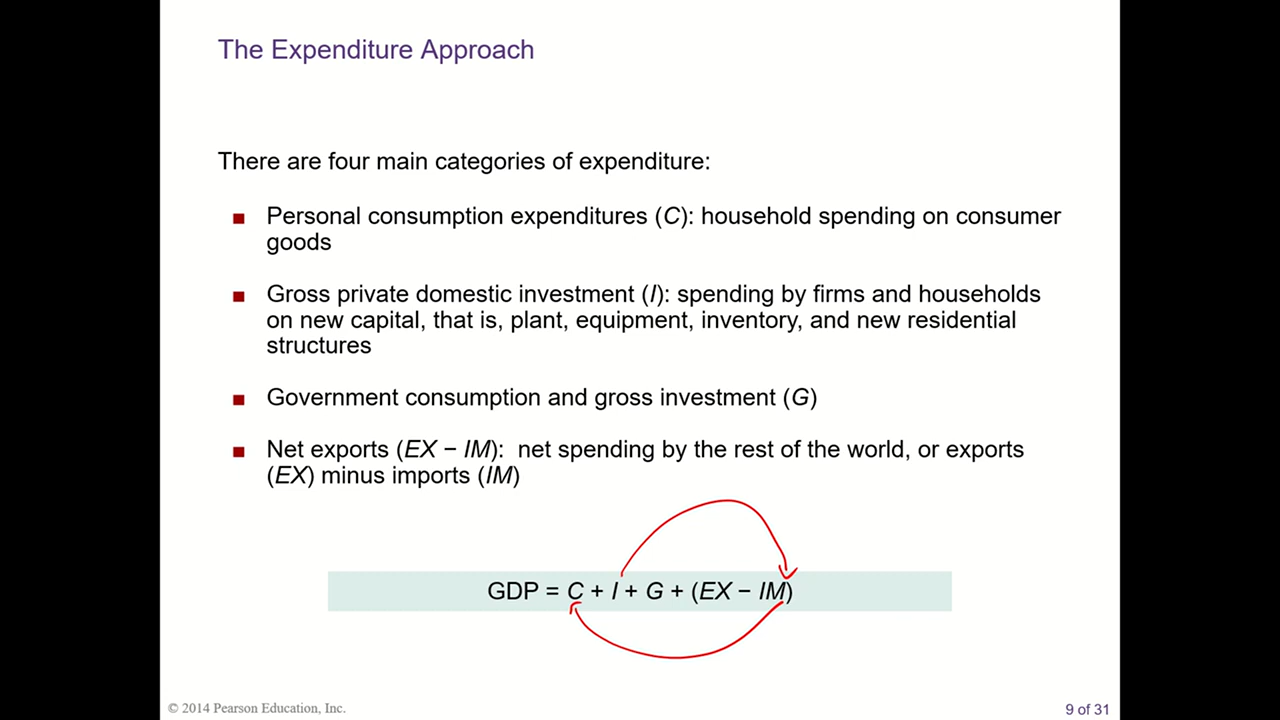 The Expenditure Approach
There are four main categories of expenditure:
Personal consumption expenditures (C): household spending on consumer
goods
Gross private domestic investment (I): spending by firms and households
on new capital, that is, plant, equipment, inventory, and new residential
structures
Government consumption and gross investment (G)
Net exports (EX − IM): net spending by the rest of the world, or exports
(EX) minus imports (IM)
GDP = C + I + G + (EX − IM)
© 2014 Pearson Education, Inc.
9 of 31